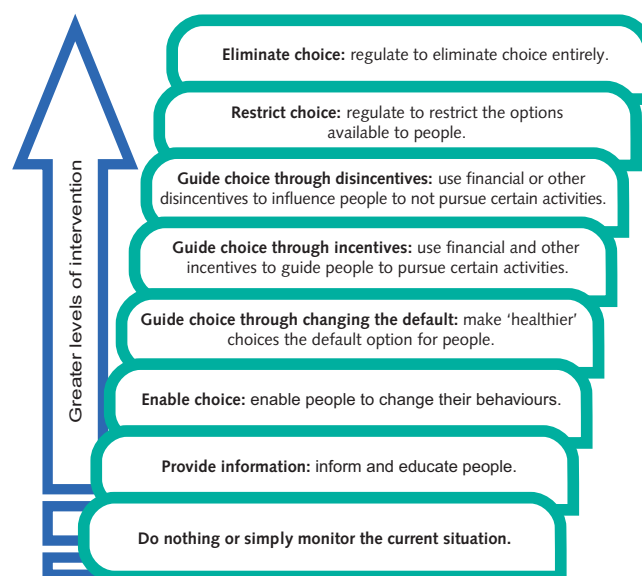 Eliminate choice: regulate to eliminate choice entirely.
Restrict choice: regulate to restrict the options
available to people.
Guide choice through disincentives: use financial or other
disincentives to influence people to not pursue certain activities.
Guide choice through incentives: use financial and other
incentives to guide people to pursue certain activities.
Guide choice through changing the default: make ‘healthier’
choices the default option for people.
Enable choice: enable people to change their behaviours.
Provide information: inform and educate people.
Do nothing or simply monitor the current situation.
Greater levels of intervention